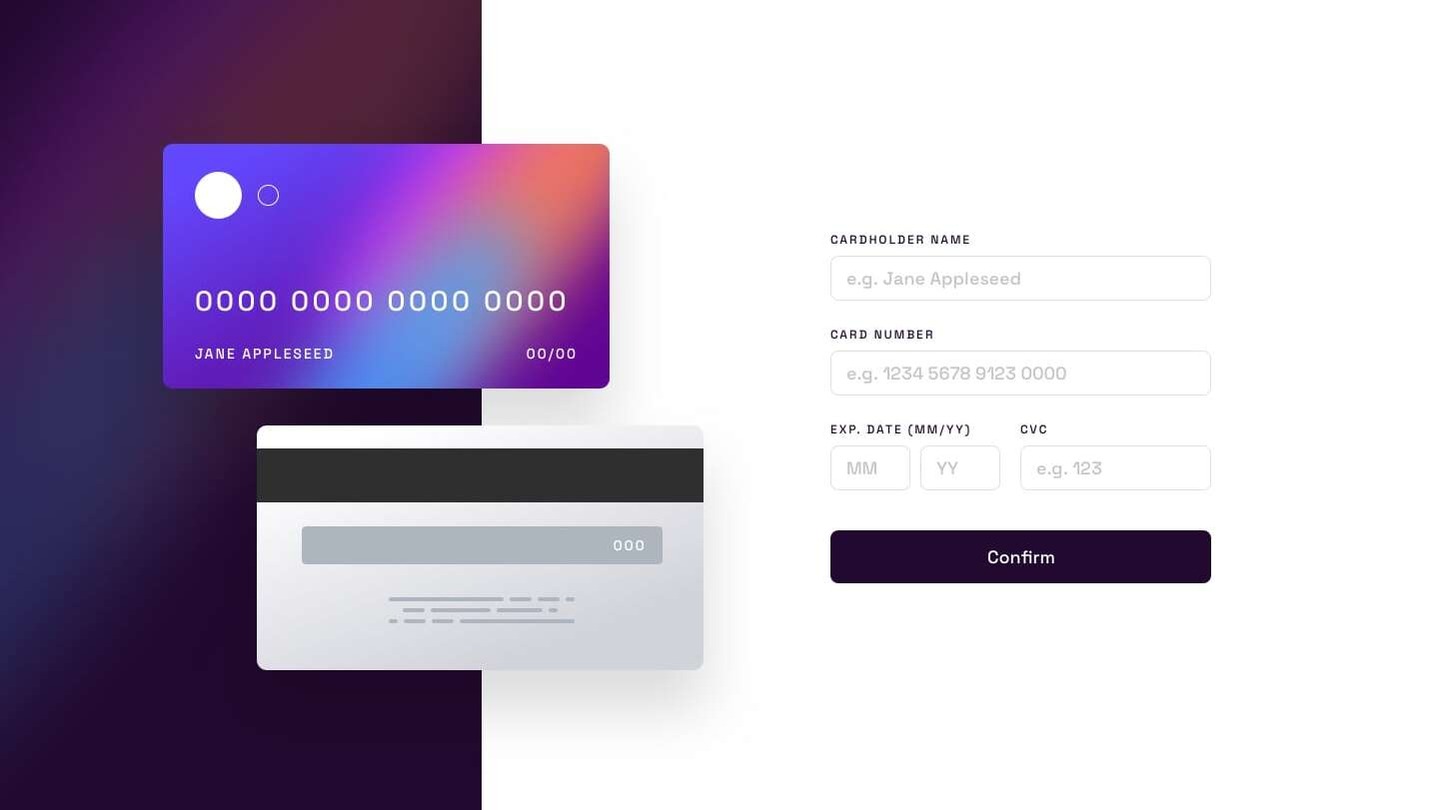 0000 0000 0000 0000
JANE APPLESEED 00/00
000
CARDHOLDER NAME
e.g. Jane Appleseed
CARD NUMBER
e.g. 1234 5678 9123 0000
EXP. DATE (MM/YY) CVC
MM YY e.g. 123
Confirm